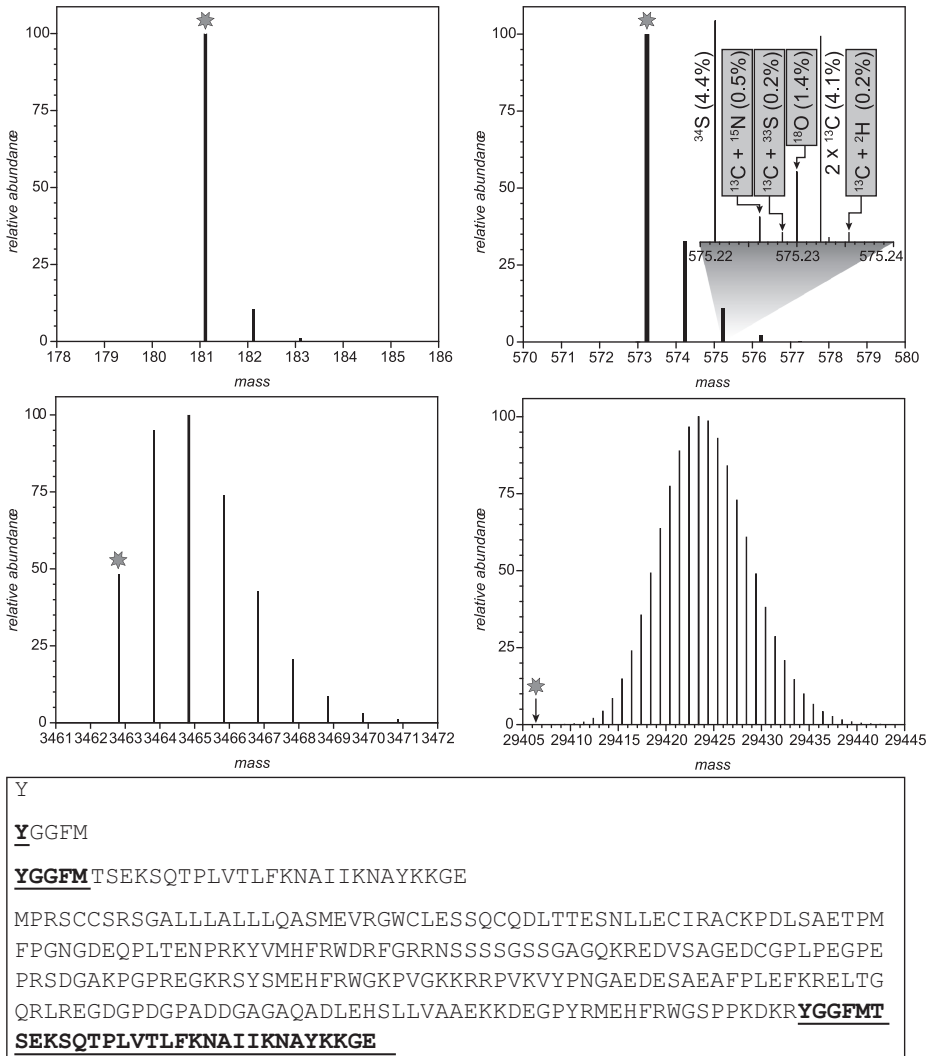 100
75
50
25
0
relative abundance
178 179 180 181 182 183 184 185 186
mass
100
75
50
25
0
relative abundance
³⁴S (4.4%)
¹³C + ¹⁵N (0.5%)
¹³C + ³³S (0.2%)
¹⁸O (1.4%)
2 x ¹³C (4.1%)
¹³C + ²H (0.2%)
575.22 575.23 575.24
570 571 572 573 574 575 576 577 578 579 580
mass
100
75
50
25
0
relative abundance
3461 3462 3463 3464 3465 3466 3467 3468 3469 3470 3471 3472
mass
100
75
50
25
0
relative abundance
29405 29410 29415 29420 29425 29430 29435 29440 29445
mass
Y
YGGFM
YGGFMTSEKSQTPLVTLFKNAIIKNAYKKGE
MPRSCCSRSGALLLALLLQASMEVRGWCLESSQCQDLTTESNLLECIRACKPDLSAETPM
FPGNGDEQPLTENPRKYVMHFRWDRFGRRNSSSSGSSGAGQKREDVSAGEDCGPLPEGPE
PRSDGAKPGPREGKRSYSMEHFRWGKPVGKKRRPVKVYPNGAEDESAEAFPLEFKRELTG
QRLREGDGPDGPADDGAGAQADLEHSLLVAAEKKDEGPYRMEHFRWGSPPKDKRYGGFMT
SEKSQTPLVTLFKNAIIKNAYKKGE